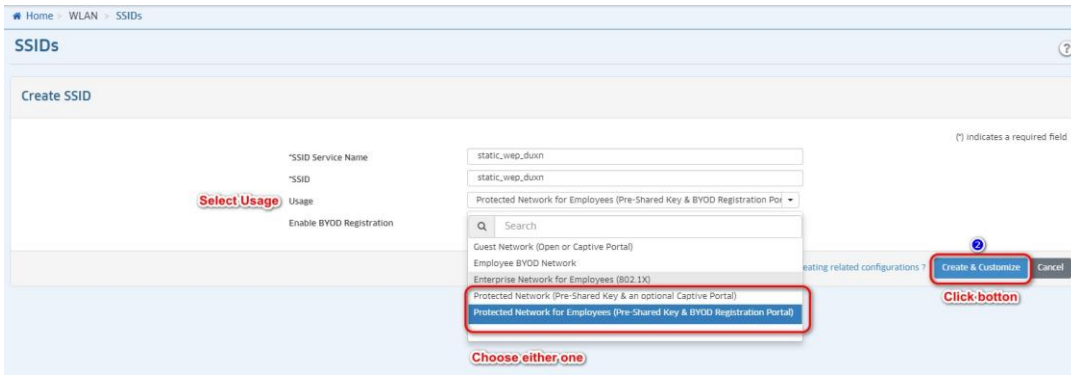 Home > WLAN > SSIDs
SSIDs
?
Create SSID
(*) indicates a required field
*SSID Service Name static_wep_duxn
*SSID static_wep_duxn
Select Usage Usage Protected Network for Employees (Pre-Shared Key & BYOD Registration Por
Enable BYOD Registration
Search
Guest Network (Open or Captive Portal)
Employee BYOD Network
Enterprise Network for Employees (802.1X)
Protected Network (Pre-Shared Key & an optional Captive Portal)
Protected Network for Employees (Pre-Shared Key & BYOD Registration Portal)
2
eating related configurations ? Create & Customize Cancel
Click botton
Choose either one